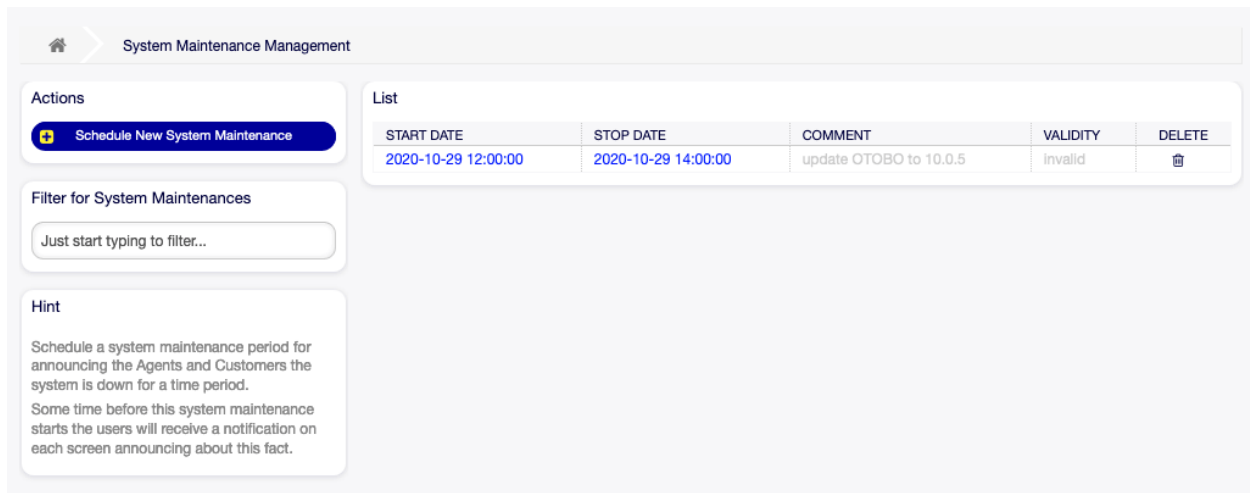 System Maintenance Management
Actions
Schedule New System Maintenance
Filter for System Maintenances
Just start typing to filter...
Hint
Schedule a system maintenance period for
announcing the Agents and Customers the
system is down for a time period.
Some time before this system maintenance
starts the users will receive a notification on
each screen announcing about this fact.
List
START DATE STOP DATE COMMENT VALIDITY DELETE
2020-10-29 12:00:00 2020-10-29 14:00:00 update OTOBO to 10.0.5 invalid